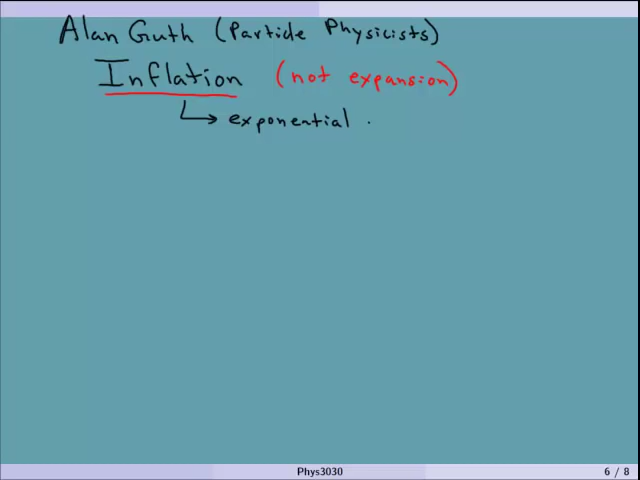 Alan Guth (Particle Physicists)
Inflation (not expansion)
exponential
Phys3030
6 / 8